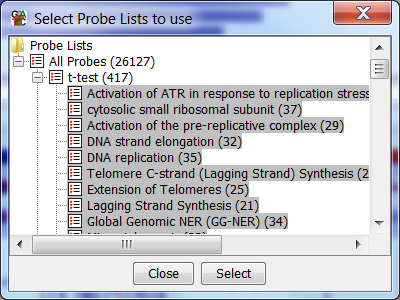 Select Probe Lists to use
Probe Lists
All Probes (26127)
t-test (417)
Activation of ATR in response to replication stress
cytosolic small ribosomal subunit (37)
Activation of the pre-replicative complex (29)
DNA strand elongation (32)
DNA replication (35)
Telomere C-strand (Lagging Strand) Synthesis (2
Extension of Telomeres (25)
Lagging Strand Synthesis (21)
Global Genomic NER (GG-NER) (34)
Close Select